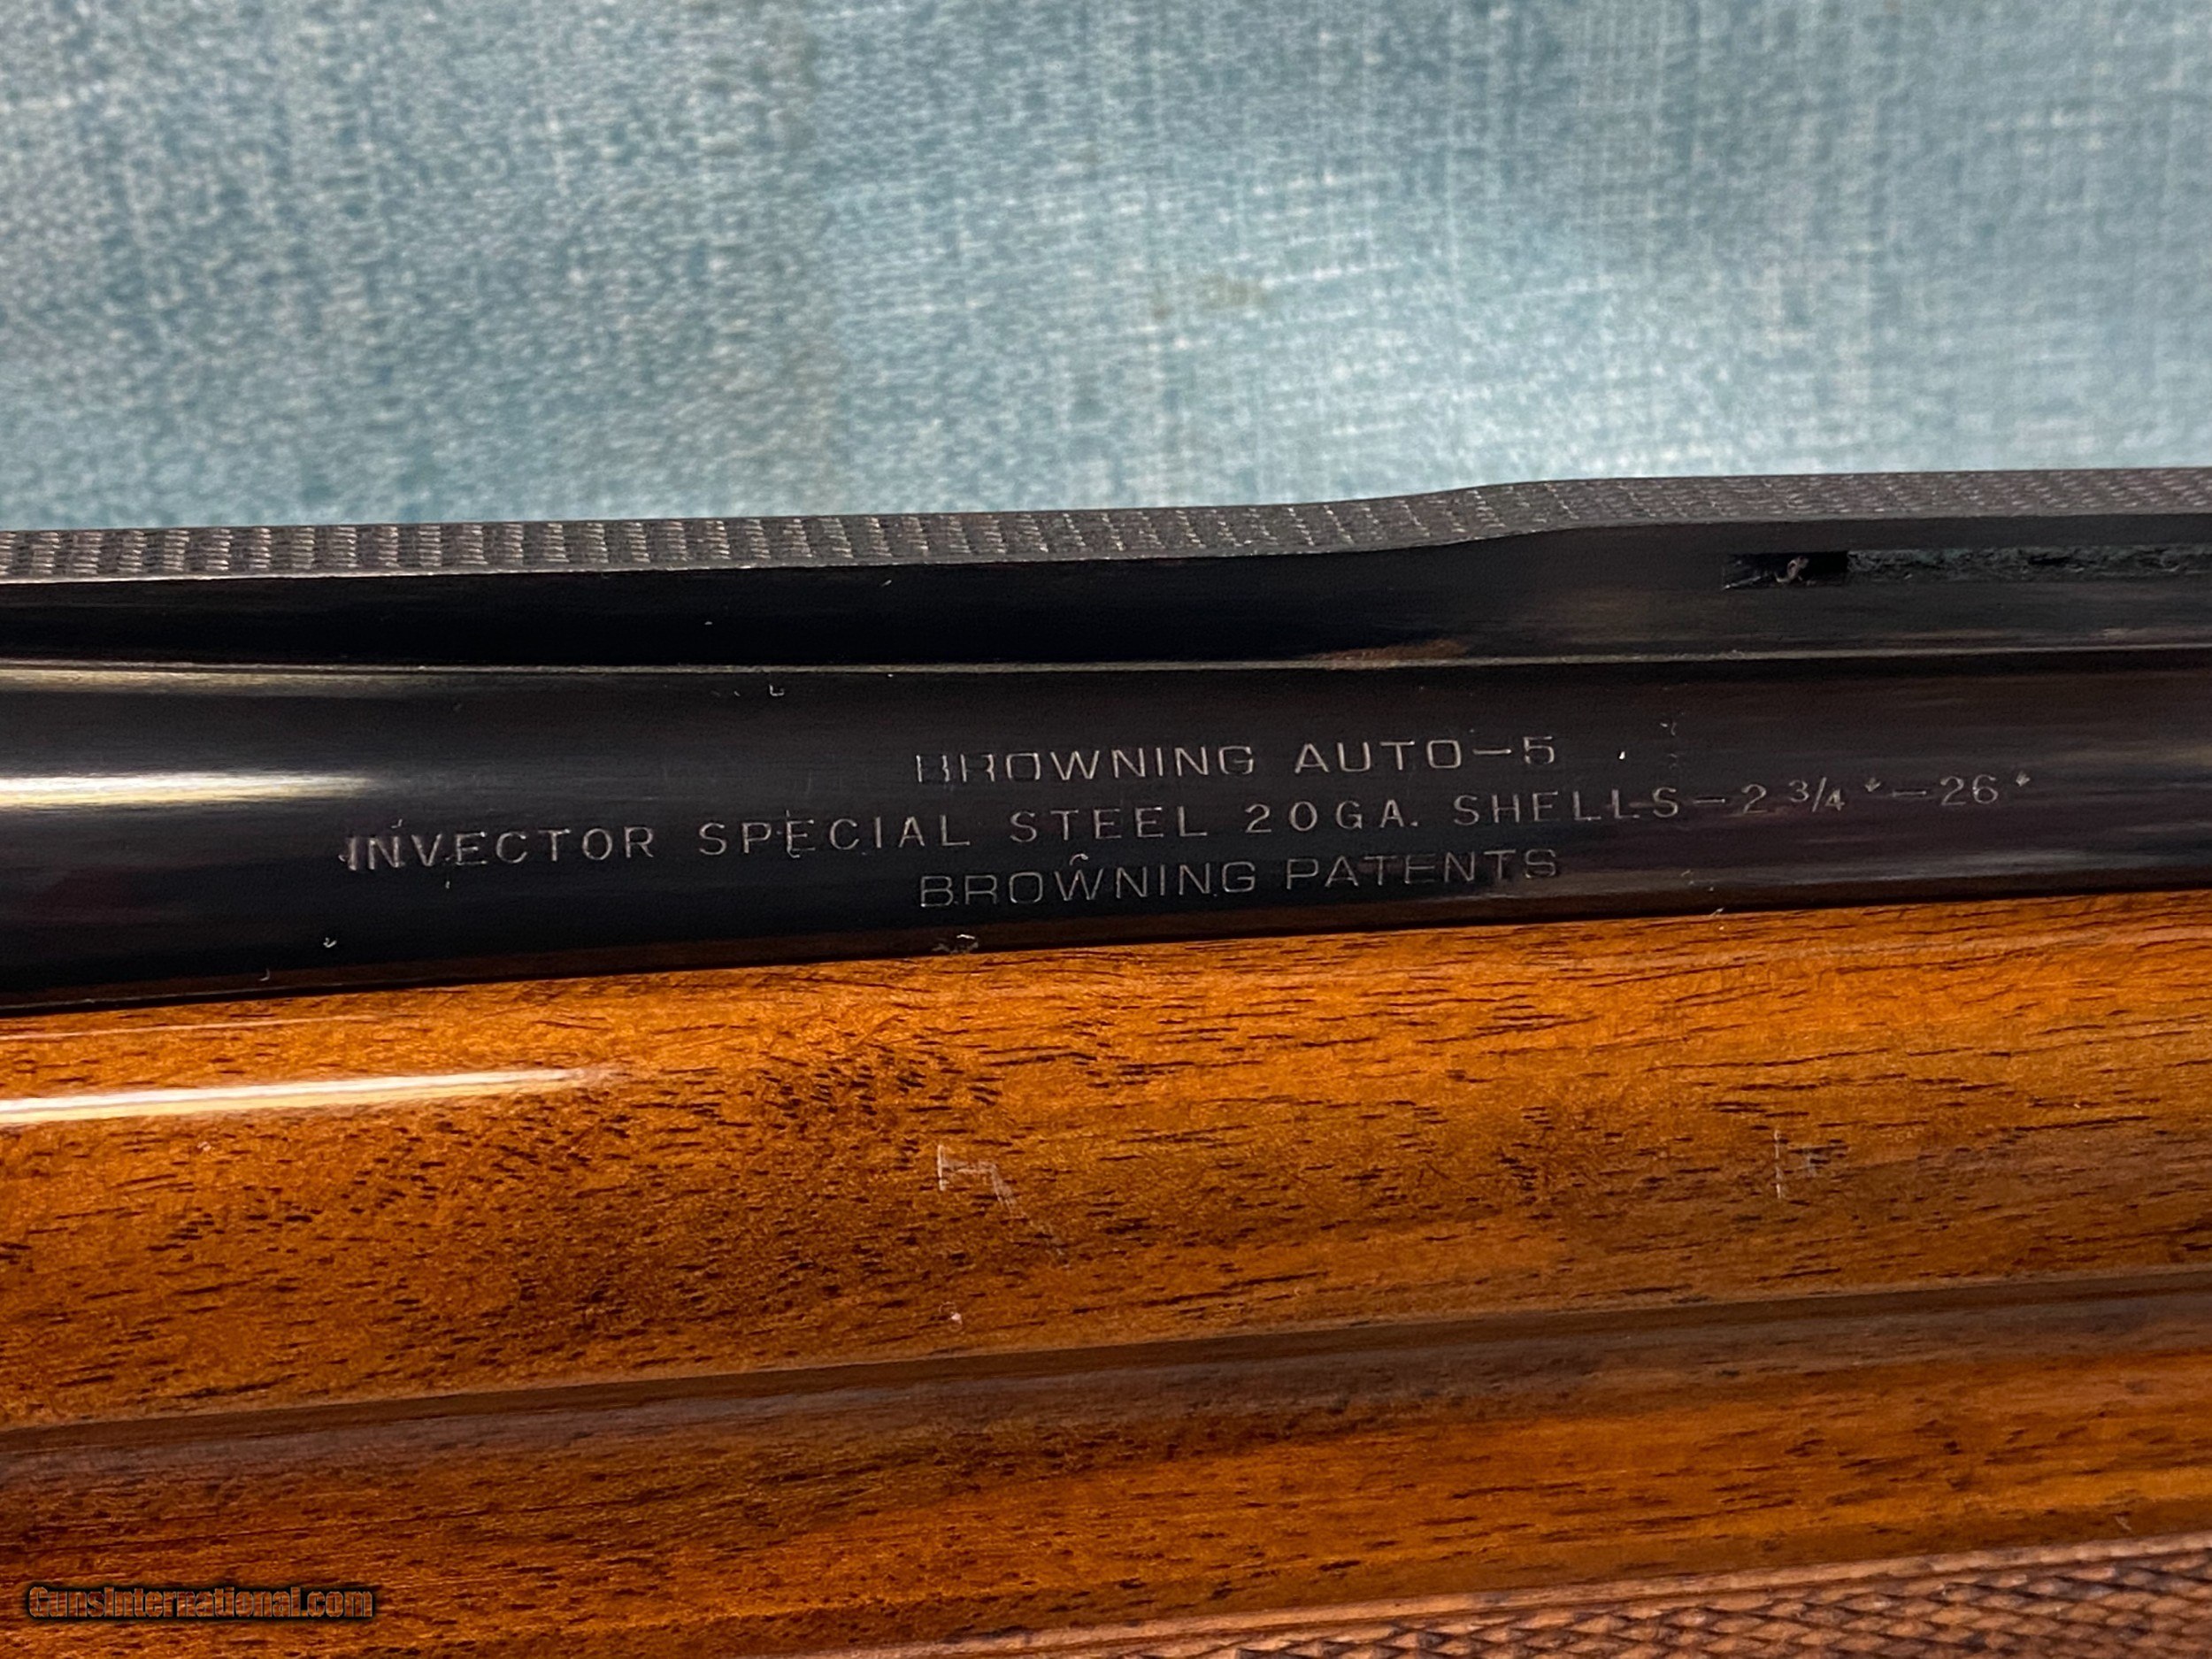 BROWNING AUTO-5
INVECTOR SPECIAL STEEL 20GA. SHELLS-2 3/4"-26"
BROWNING PATENTS
GunsInternational.com